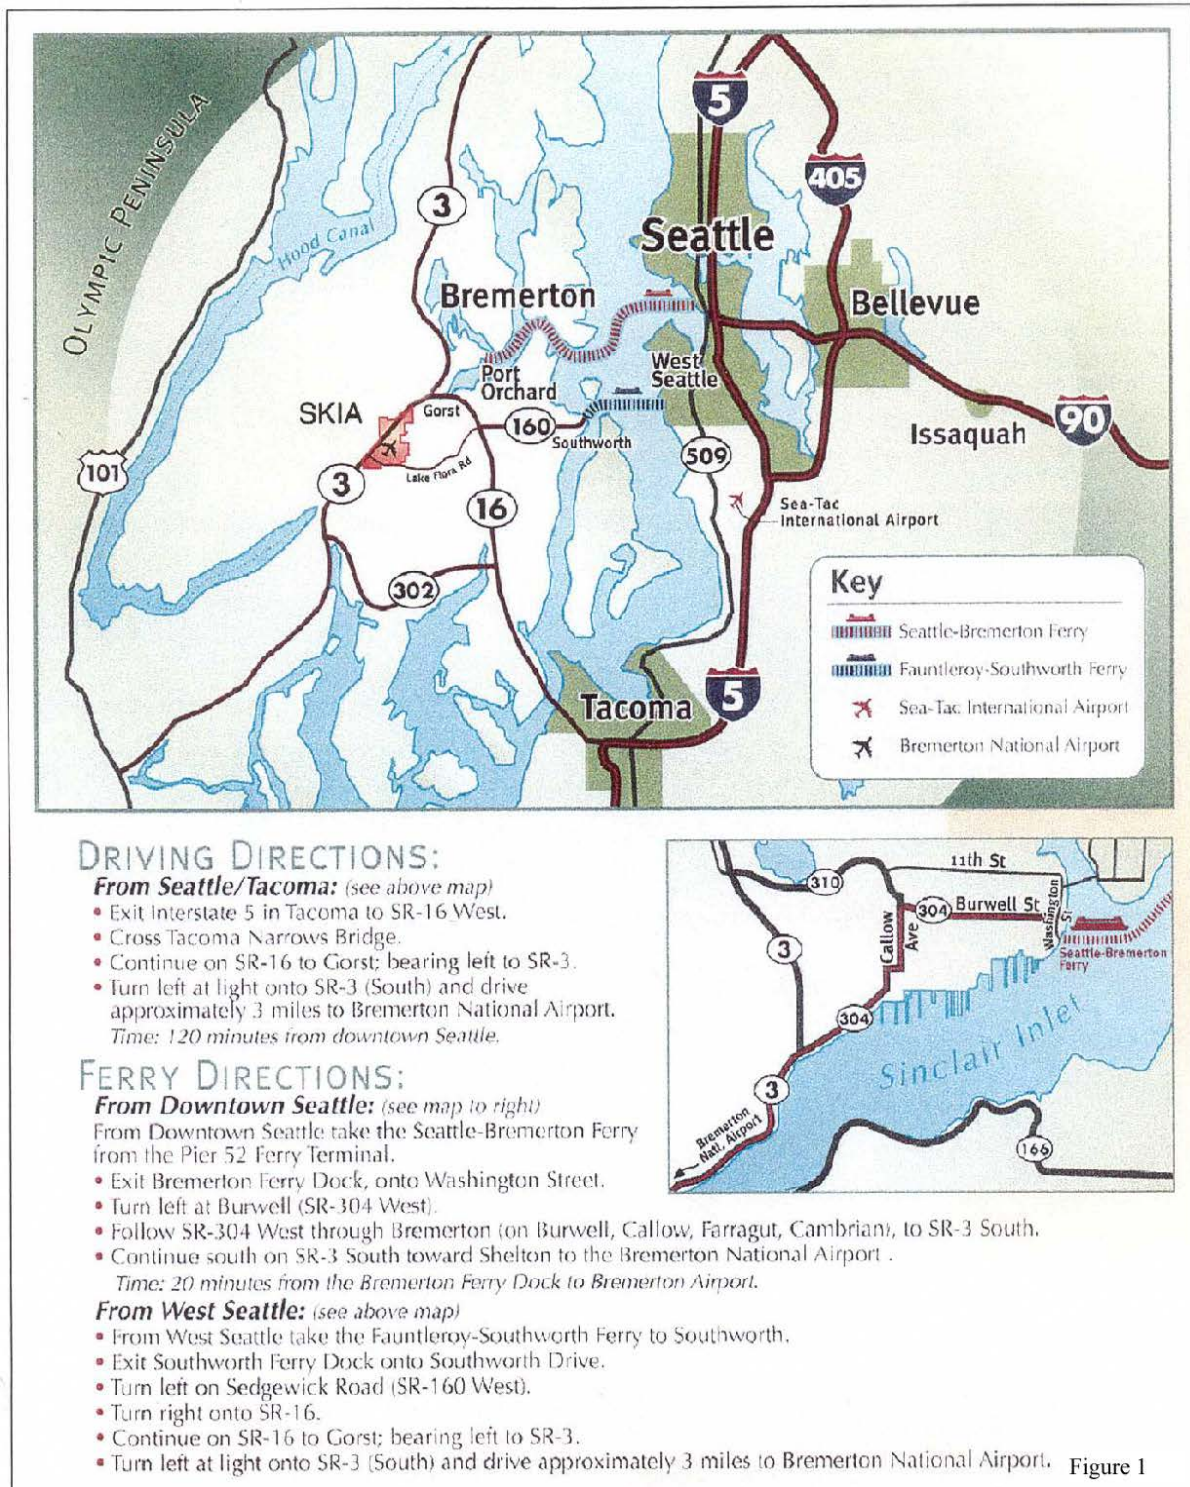 5
405
OLYMPIC PENINSULA
Hood Canal
3
Seattle
Bremerton
Bellevue
Port
Orchard
West
Seattle
SKIA
Gorst
160
Southworth
90
Issaquah
101
3
Lake Flora Rd
509
16
Sea-Tac
International Airport
302
Key
Seattle-Bremerton Ferry
Fauntleroy-Southworth Ferry
Sea-Tac International Airport
Bremerton National Airport
Tacoma
5
DRIVING DIRECTIONS:
From Seattle/Tacoma: (see above map)
• Exit Interstate 5 in Tacoma to SR-16 West.
• Cross Tacoma Narrows Bridge.
• Continue on SR-16 to Gorst; bearing left to SR-3.
• Turn left at light onto SR-3 (South) and drive
approximately 3 miles to Bremerton National Airport.
Time: 120 minutes from downtown Seattle.
11th St
310
304
Burwell St
Washington
St
Callow
Ave
3
Seattle-Bremerton
Ferry
304
Sinclair Inlet
3
Bremerton
Natl. Airport
166
FERRY DIRECTIONS:
From Downtown Seattle: (see map to right)
From Downtown Seattle take the Seattle-Bremerton Ferry
from the Pier 52 Ferry Terminal.
• Exit Bremerton Ferry Dock, onto Washington Street.
• Turn left at Burwell (SR-304 West).
• Follow SR-304 West through Bremerton (on Burwell, Callow, Farragut, Cambrian), to SR-3 South.
• Continue south on SR-3 South toward Shelton to the Bremerton National Airport .
Time: 20 minutes from the Bremerton Ferry Dock to Bremerton Airport.
From West Seattle: (see above map)
• From West Seattle take the Fauntleroy-Southworth Ferry to Southworth.
• Exit Southworth Ferry Dock onto Southworth Drive.
• Turn left on Sedgewick Road (SR-160 West).
• Turn right onto SR-16.
• Continue on SR-16 to Gorst; bearing left to SR-3.
• Turn left at light onto SR-3 (South) and drive approximately 3 miles to Bremerton National Airport.
Figure 1